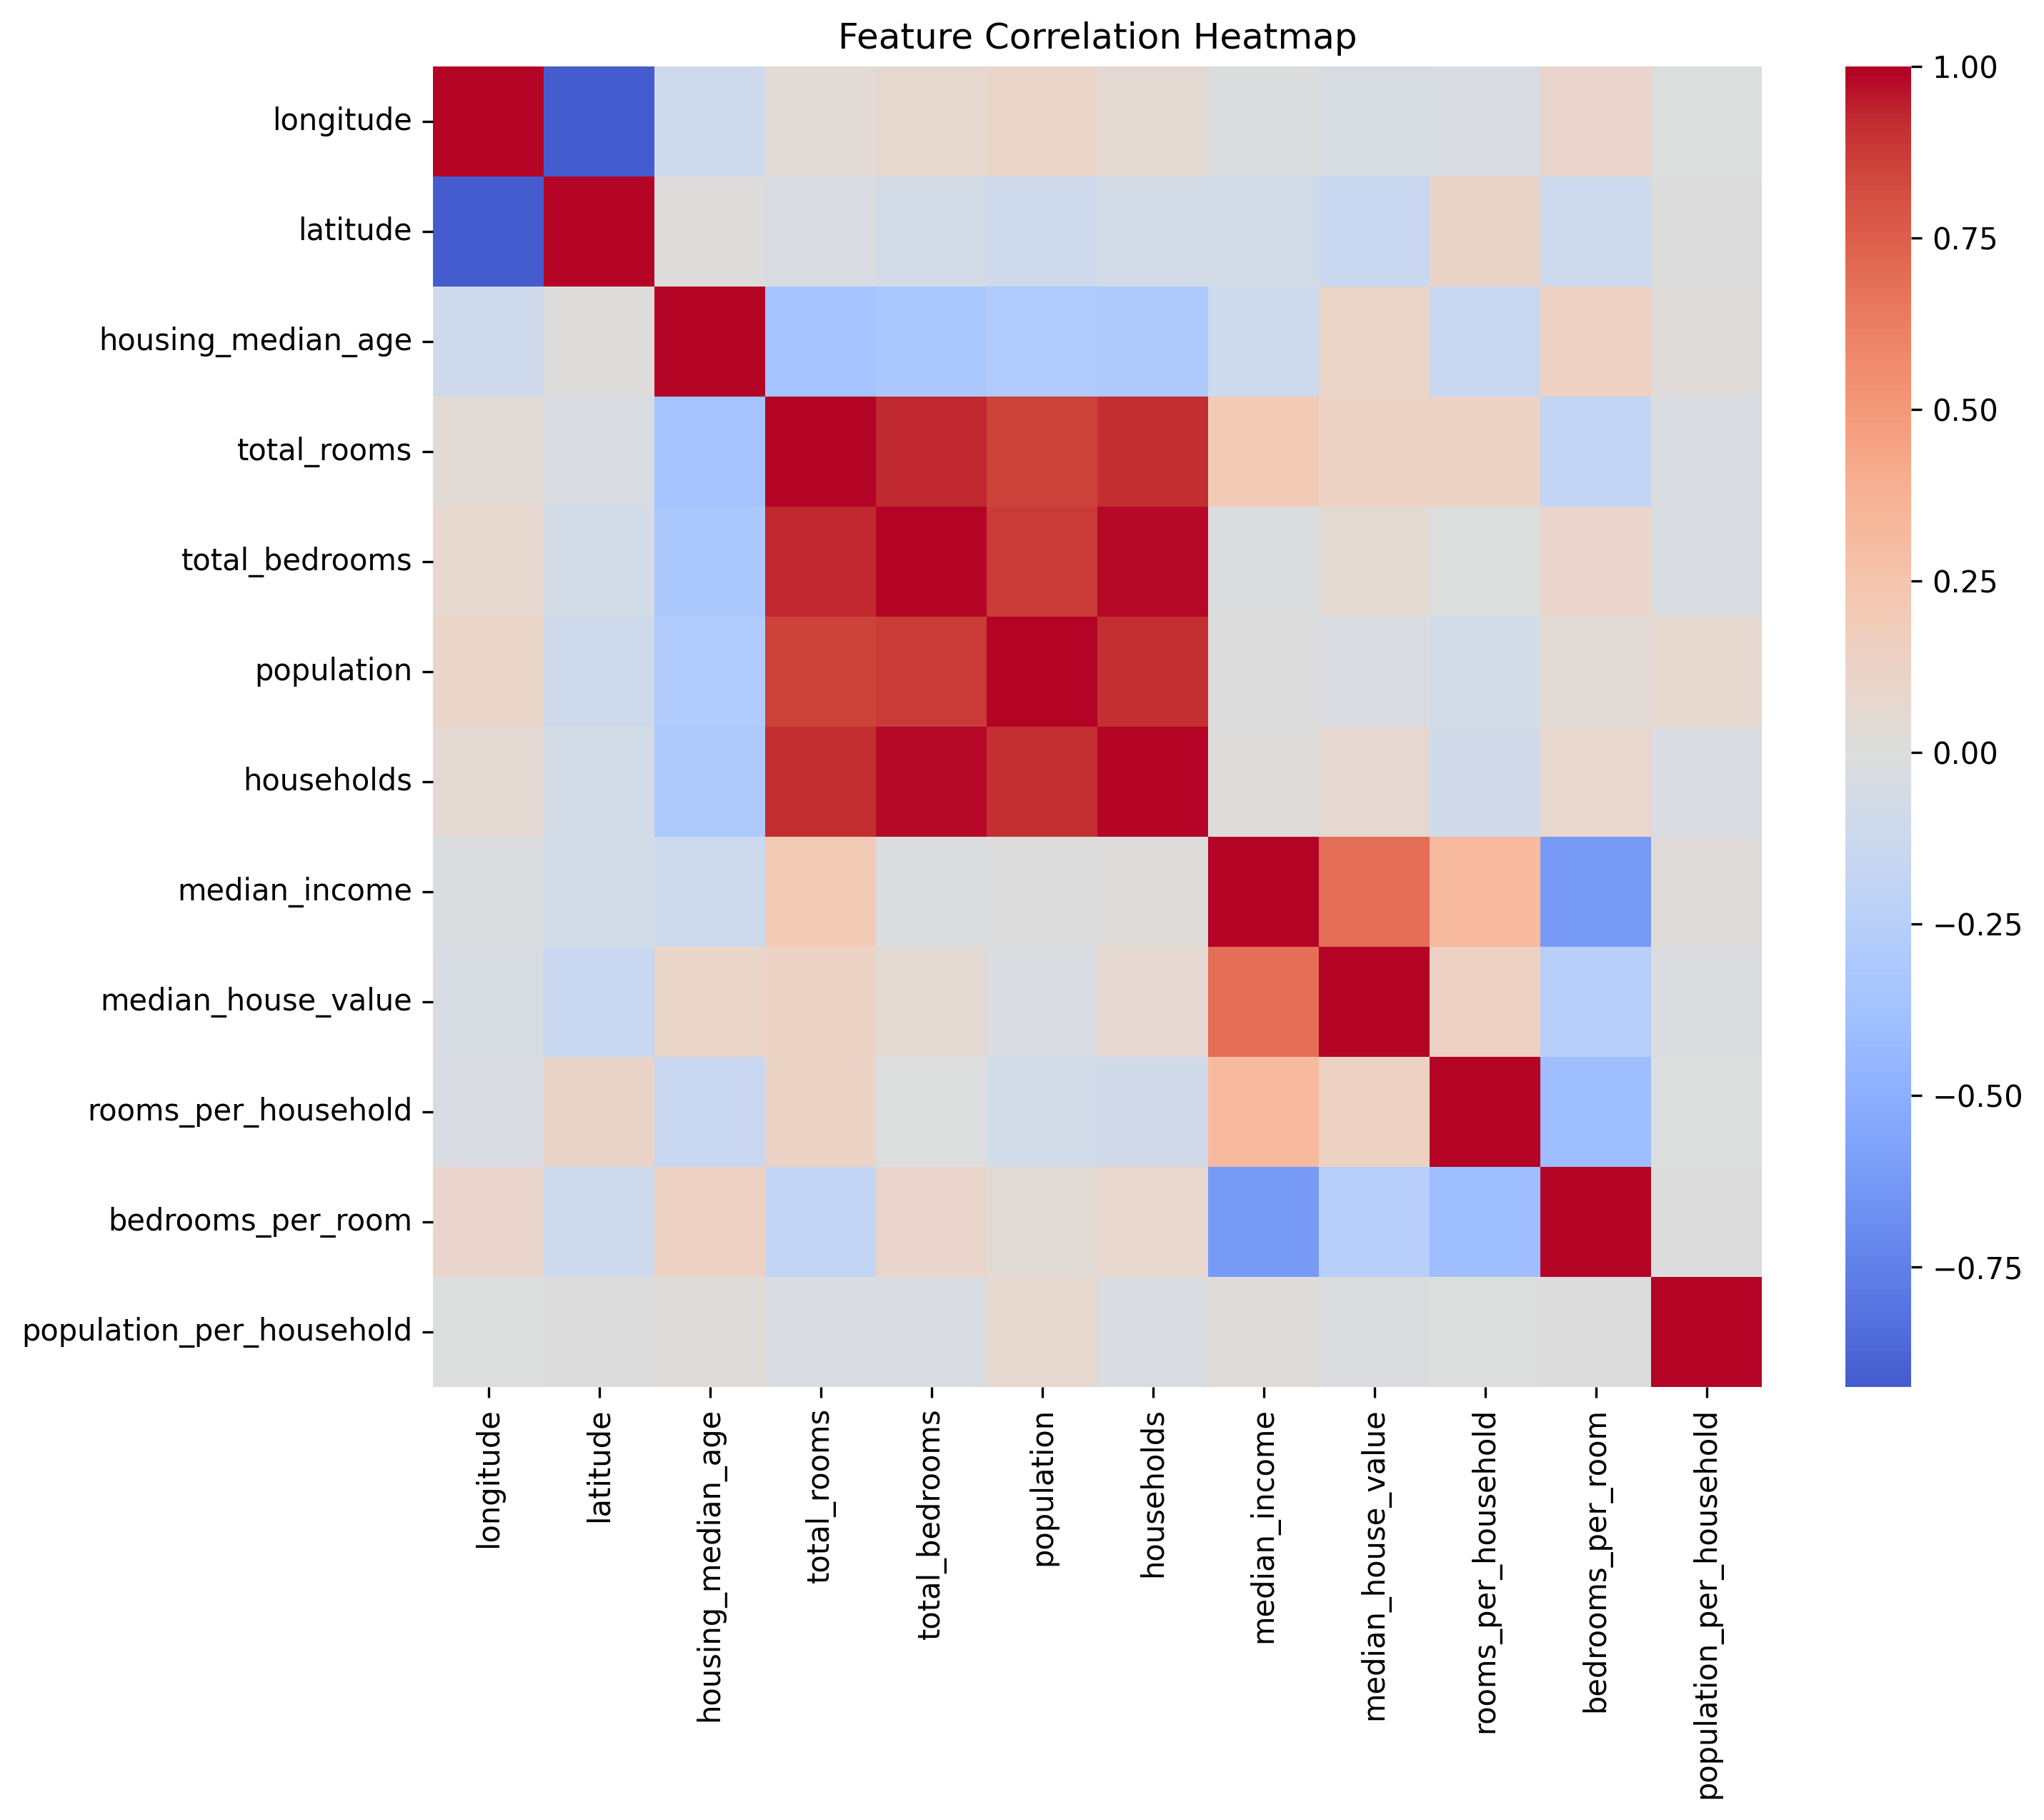 Feature Correlation Heatmap
longitude
latitude
housing_median_age
total_rooms
total_bedrooms
population
households
median_income
median_house_value
rooms_per_household
bedrooms_per_room
population_per_household
longitude
latitude
housing_median_age
total_rooms
total_bedrooms
population
households
median_income
median_house_value
rooms_per_household
bedrooms_per_room
population_per_household
1.00
0.75
0.50
0.25
0.00
−0.25
−0.50
−0.75